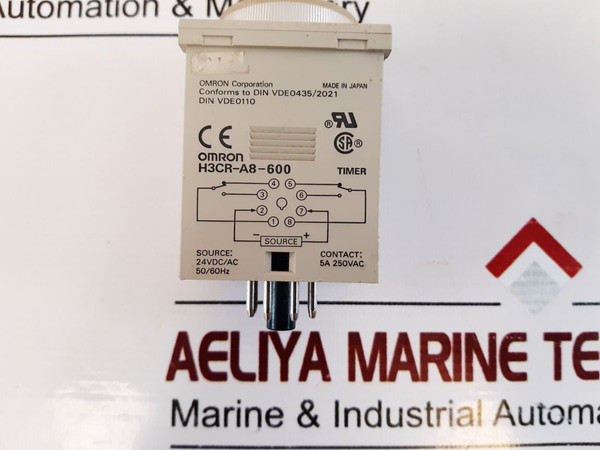 Automation & Machinery
OMRON Corporation MADE IN JAPAN
Conforms to DIN VDE0435/2021
DIN VDE0110
CE
OMRON
H3CR-A8-600 TIMER
4 5
3 6
2 7
1 8
− SOURCE +
SOURCE: CONTACT:
24VDC/AC 5A 250VAC
50/60Hz
AELIYA MARINE TE
Marine & Industrial Automa